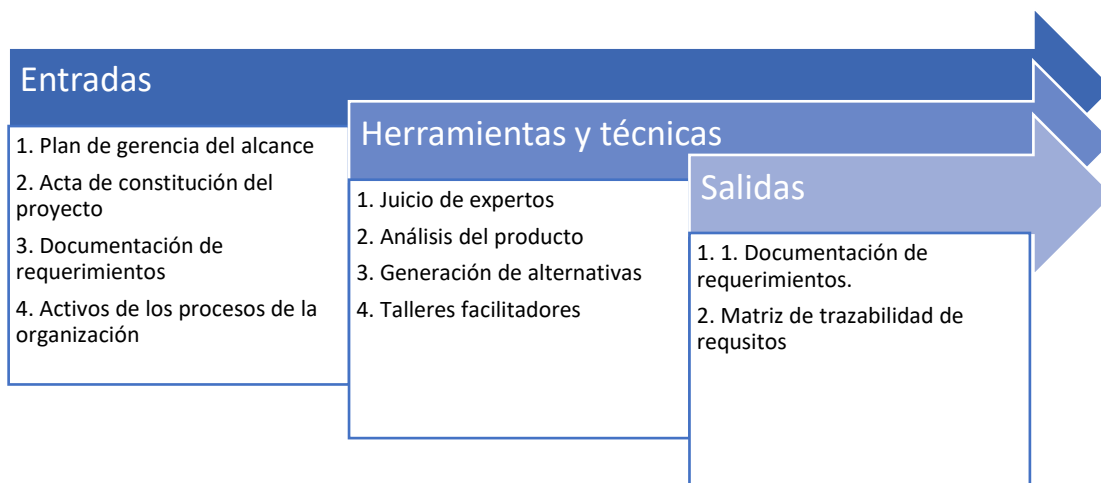 Entradas
1. Plan de gerencia del alcance
2. Acta de constitución del
proyecto
3. Documentación de
requerimientos
4. Activos de los procesos de la
organización
Herramientas y técnicas
1. Juicio de expertos
2. Análisis del producto
3. Generación de alternativas
4. Talleres facilitadores
Salidas
1. 1. Documentación de
requerimientos.
2. Matriz de trazabilidad de
requsitos